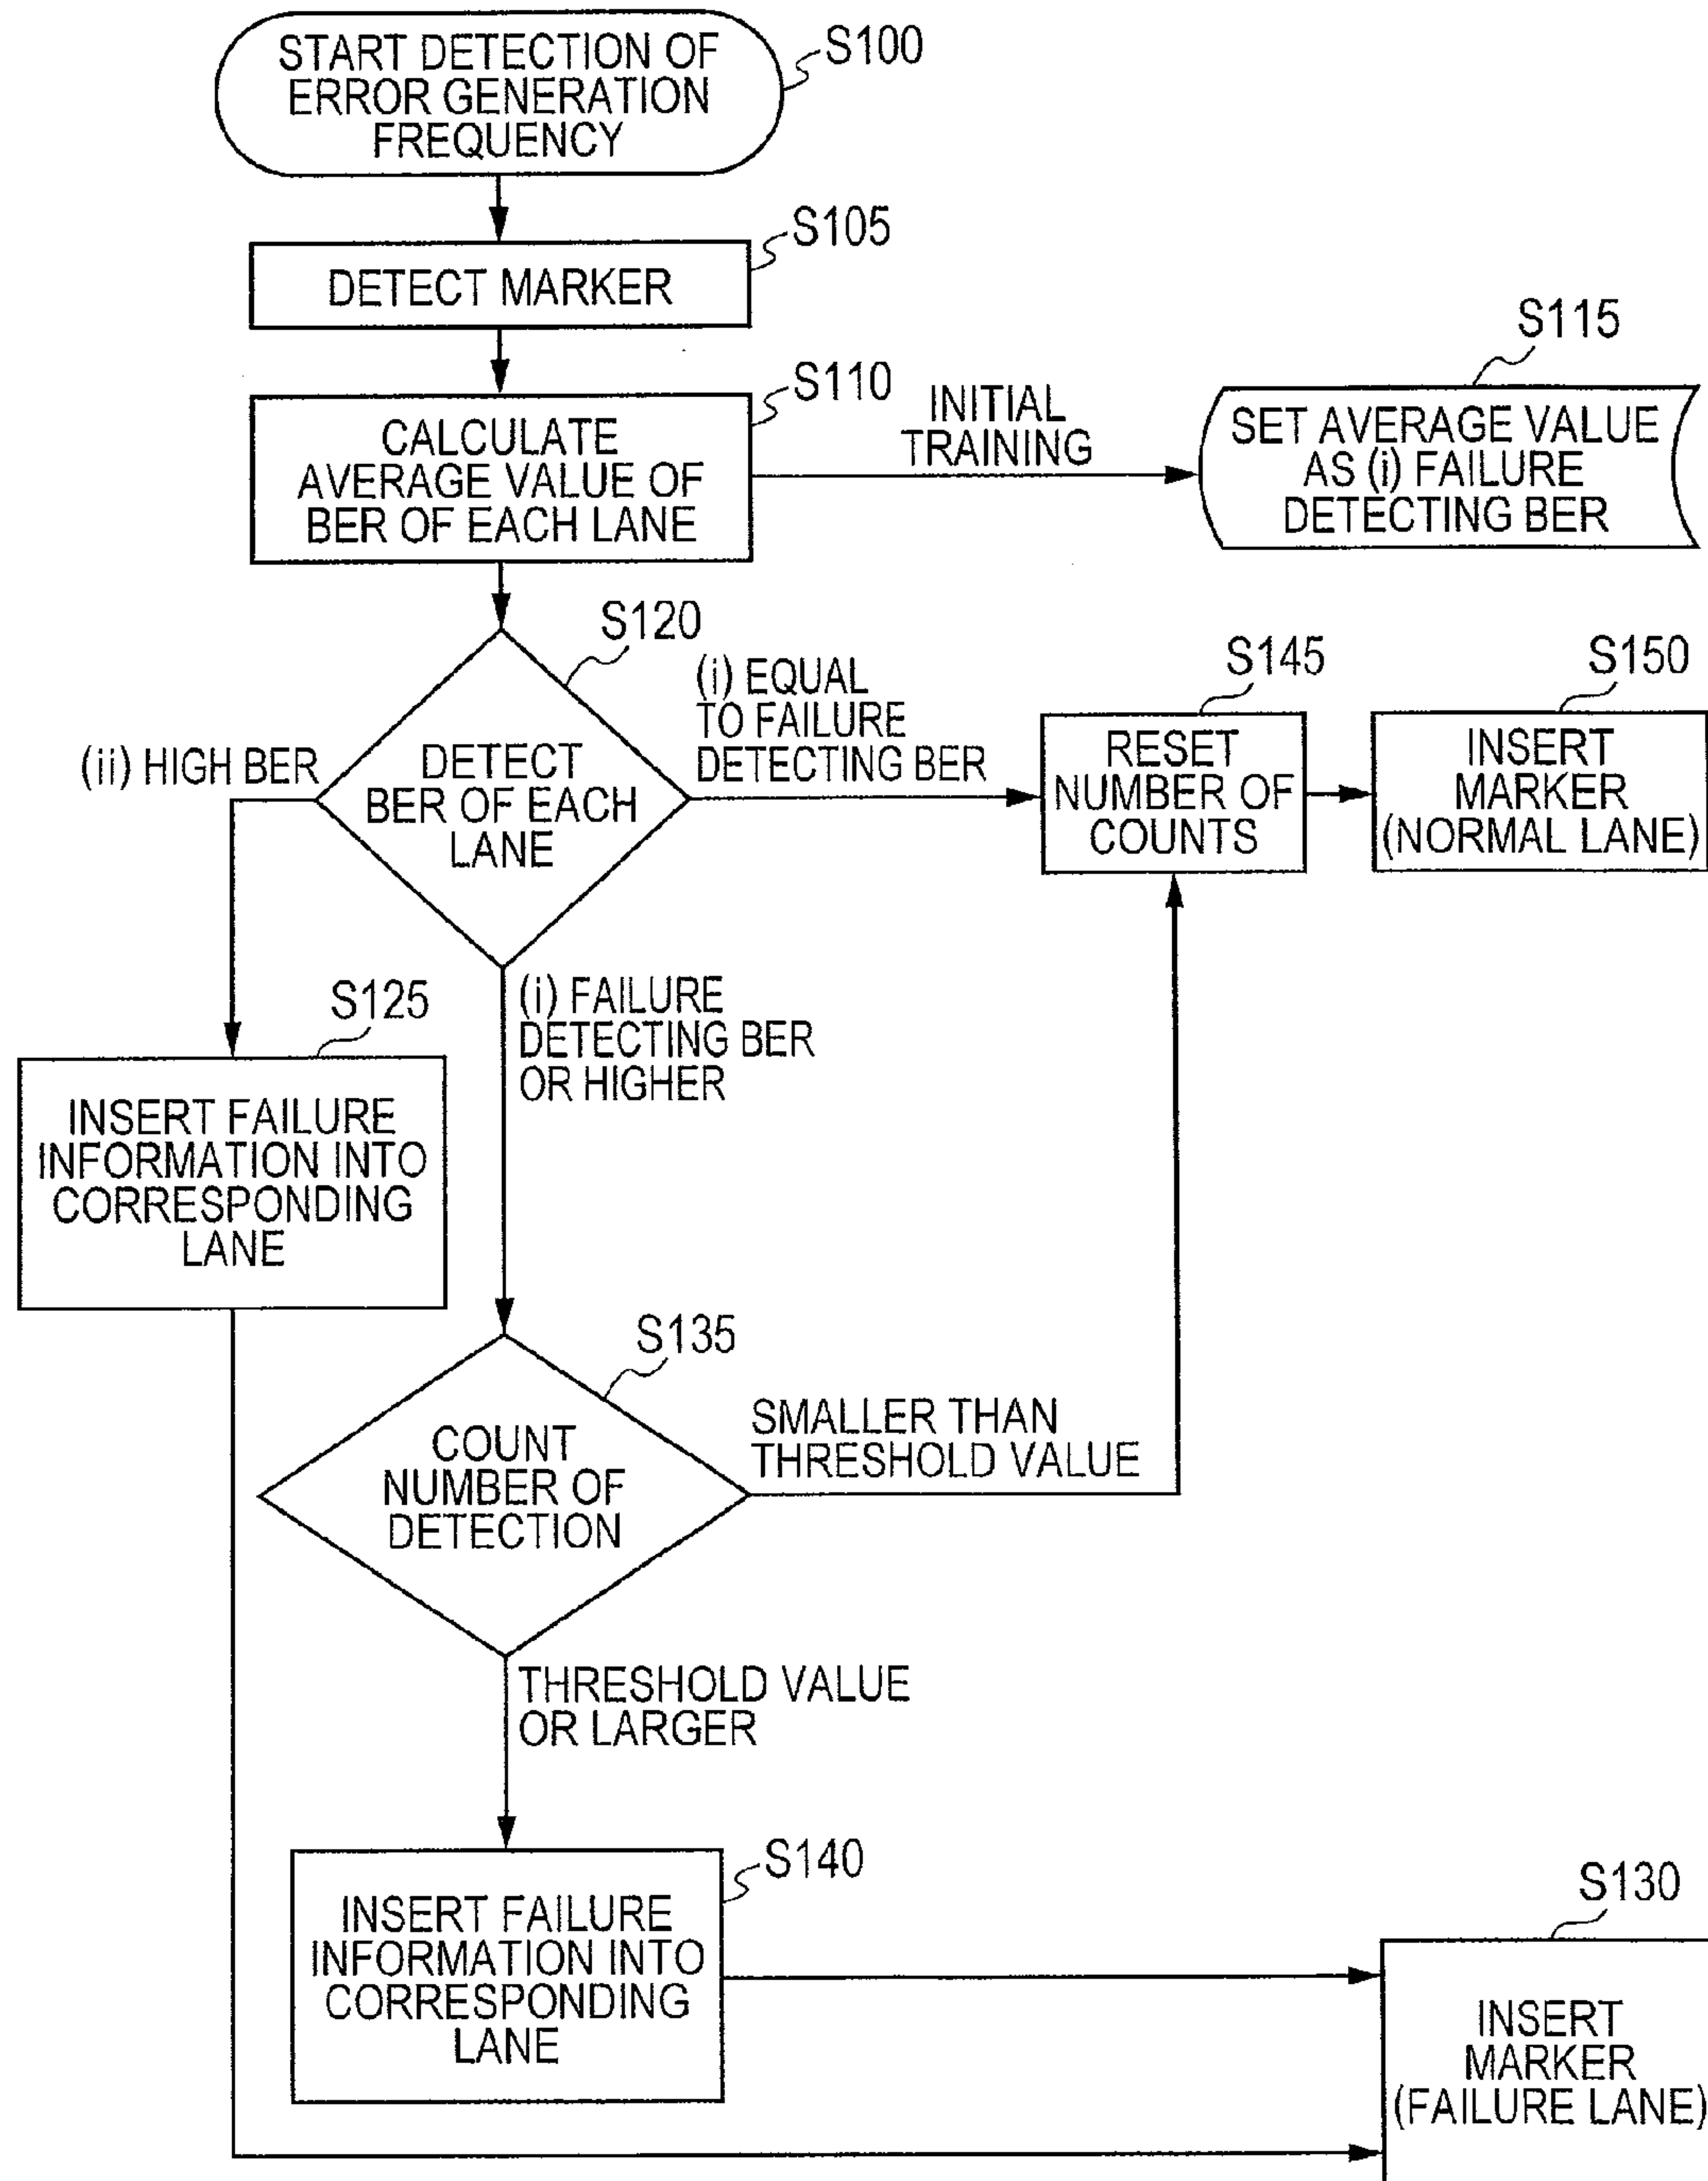 START DETECTION OF
ERROR GENERATION
FREQUENCY
S100
DETECT MARKER
S105
CALCULATE
AVERAGE VALUE OF
BER OF EACH LANE
S110
INITIAL
TRAINING
S115
SET AVERAGE VALUE
AS (i) FAILURE
DETECTING BER
S120
DETECT
BER OF EACH
LANE
(ii) HIGH BER
(i) EQUAL
TO FAILURE
DETECTING BER
S145
RESET
NUMBER OF
COUNTS
S150
INSERT
MARKER
(NORMAL LANE)
S125
INSERT FAILURE
INFORMATION INTO
CORRESPONDING
LANE
(i) FAILURE
DETECTING BER
OR HIGHER
S135
COUNT
NUMBER OF
DETECTION
SMALLER THAN
THRESHOLD VALUE
THRESHOLD VALUE
OR LARGER
S140
INSERT FAILURE
INFORMATION INTO
CORRESPONDING
LANE
S130
INSERT
MARKER
(FAILURE LANE)